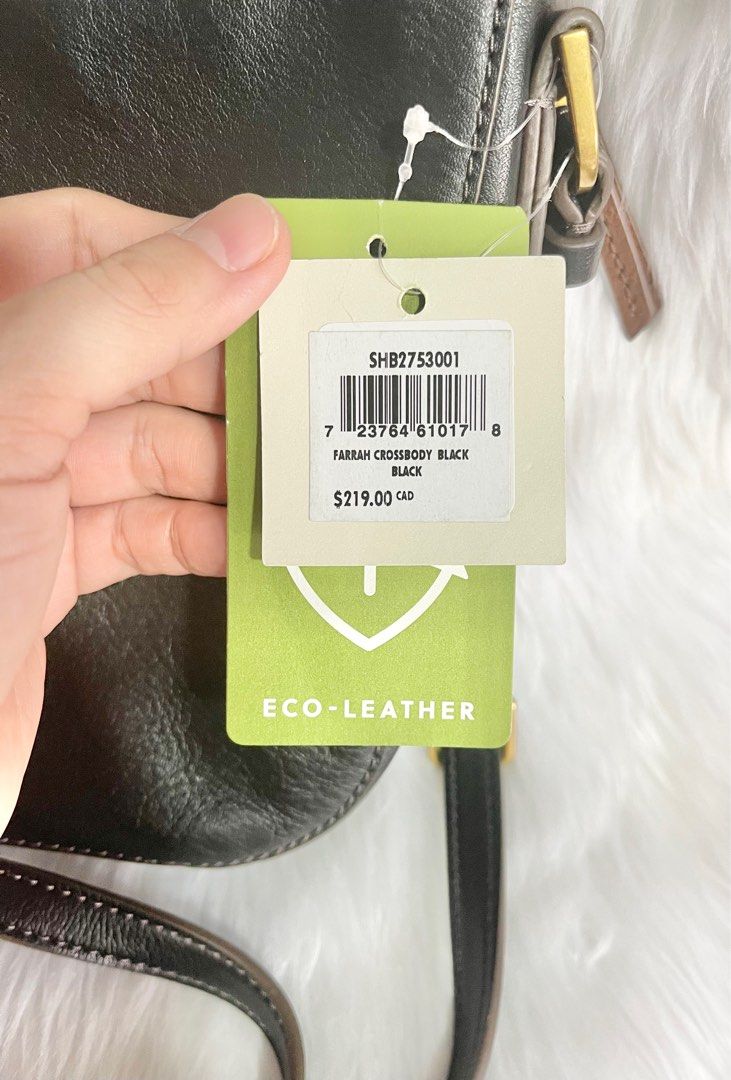 SHB2753001
7 23764 61017 8
FARRAH CROSSBODY BLACK
BLACK
$219.00 CAD
ECO-LEATHER